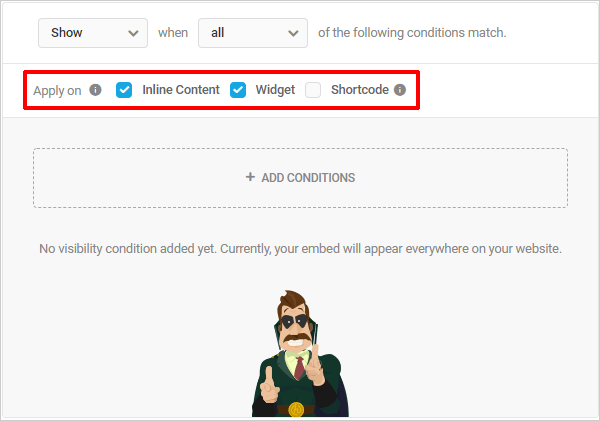 Show when all of the following conditions match.
Apply on Inline Content Widget Shortcode
+ ADD CONDITIONS
No visibility condition added yet. Currently, your embed will appear everywhere on your website.